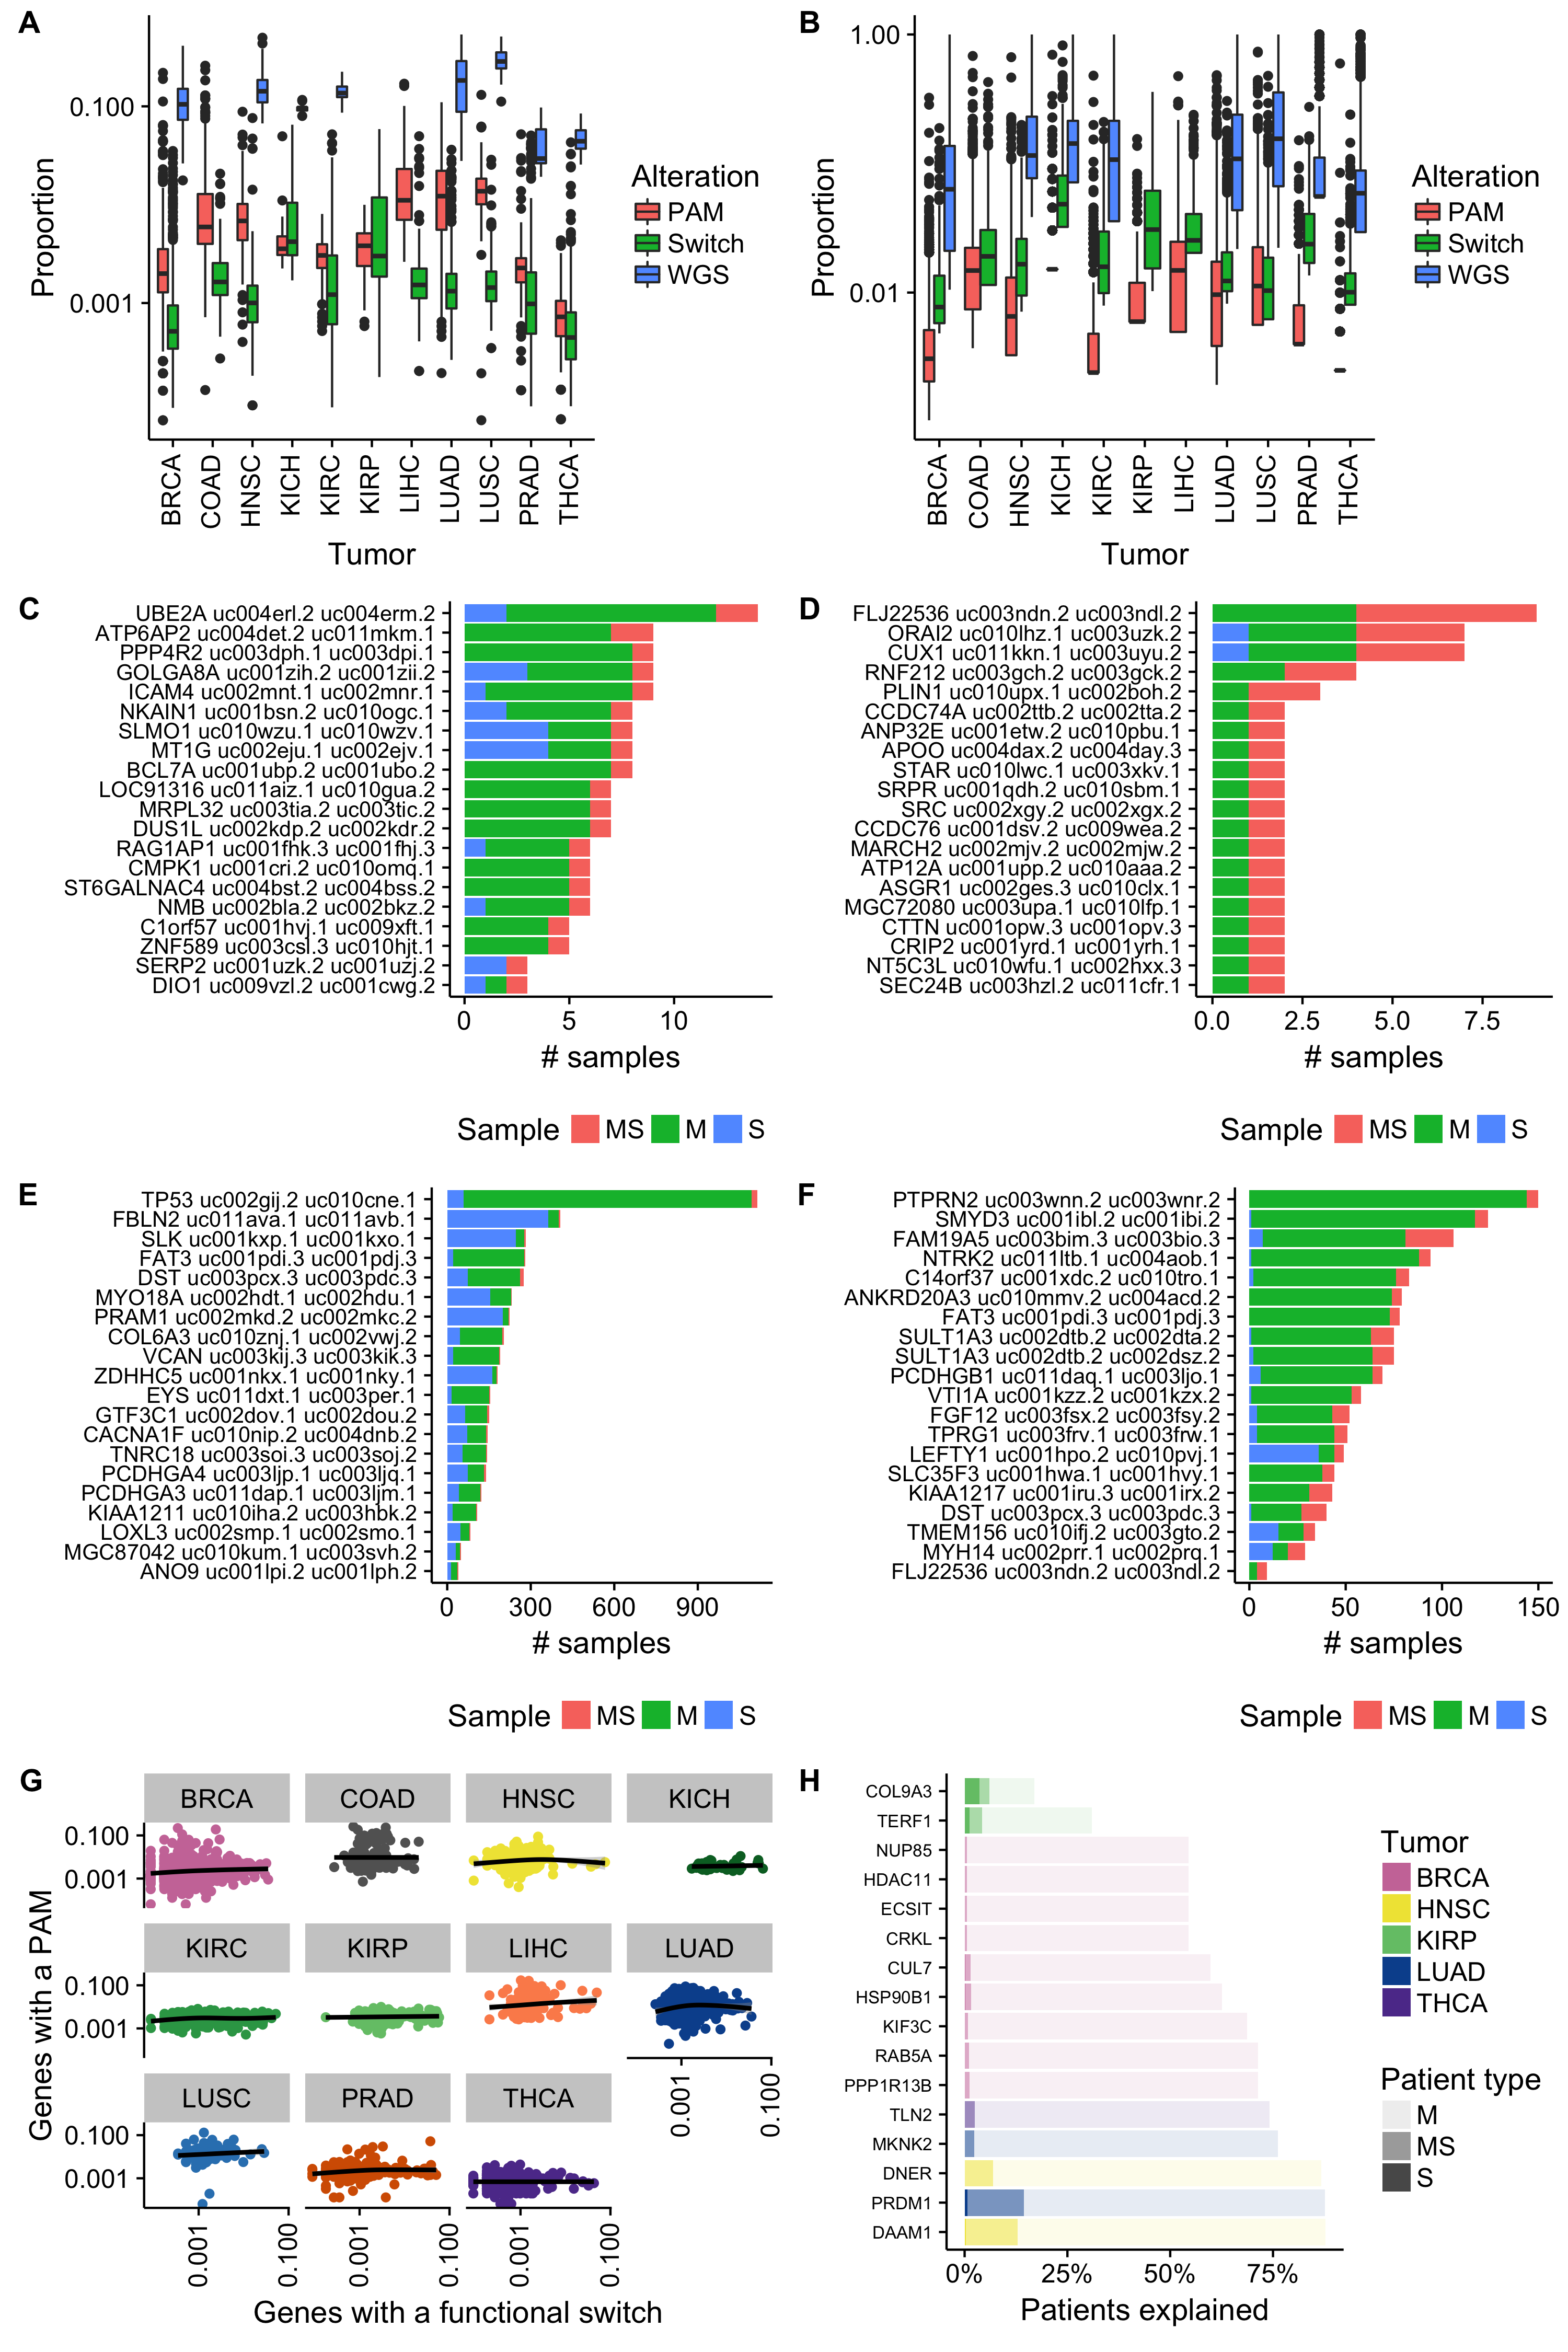 A
Proportion
0.100
0.001
BRCA
COAD
HNSC
KICH
KIRC
KIRP
LIHC
LUAD
LUSC
PRAD
THCA
Tumor
Alteration
PAM
Switch
WGS
B
Proportion
1.00
0.01
BRCA
COAD
HNSC
KICH
KIRC
KIRP
LIHC
LUAD
LUSC
PRAD
THCA
Tumor
Alteration
PAM
Switch
WGS
C
UBE2A uc004erl.2 uc004erm.2
ATP6AP2 uc004det.2 uc011mkm.1
PPP4R2 uc003dph.1 uc003dpi.1
GOLGA8A uc001zih.2 uc001zii.2
ICAM4 uc002mnt.1 uc002mnr.1
NKAIN1 uc001bsn.2 uc010ogc.1
SLMO1 uc010wzu.1 uc010wzv.1
MT1G uc002eju.1 uc002ejv.1
BCL7A uc001ubp.2 uc001ubo.2
LOC91316 uc011aiz.1 uc010gua.2
MRPL32 uc003tia.2 uc003tic.2
DUS1L uc002kdp.2 uc002kdr.2
RAG1AP1 uc001fhk.3 uc001fhj.3
CMPK1 uc001cri.2 uc010omq.1
ST6GALNAC4 uc004bst.2 uc004bss.2
NMB uc002bla.2 uc002bkz.2
C1orf57 uc001hvj.1 uc009xft.1
ZNF589 uc003csl.3 uc010hjt.1
SERP2 uc001uzk.2 uc001uzj.2
DIO1 uc009vzl.2 uc001cwg.2
0 5 10
# samples
Sample MS M S
D
FLJ22536 uc003ndn.2 uc003ndl.2
ORAI2 uc010lhz.1 uc003uzk.2
CUX1 uc011kkn.1 uc003uyu.2
RNF212 uc003gch.2 uc003gck.2
PLIN1 uc010upx.1 uc002boh.2
CCDC74A uc002ttb.2 uc002tta.2
ANP32E uc001etw.2 uc010pbu.1
APOO uc004dax.2 uc004day.3
STAR uc010lwc.1 uc003xkv.1
SRPR uc001qdh.2 uc010sbm.1
SRC uc002xgy.2 uc002xgx.2
CCDC76 uc001dsv.2 uc009wea.2
MARCH2 uc002mjv.2 uc002mjw.2
ATP12A uc001upp.2 uc010aaa.2
ASGR1 uc002ges.3 uc010clx.1
MGC72080 uc003upa.1 uc010lfp.1
CTTN uc001opw.3 uc001opv.3
CRIP2 uc001yrd.1 uc001yrh.1
NT5C3L uc010wfu.1 uc002hxx.3
SEC24B uc003hzl.2 uc011cfr.1
0.0 2.5 5.0 7.5
# samples
Sample MS M S
E
TP53 uc002gij.2 uc010cne.1
FBLN2 uc011ava.1 uc011avb.1
SLK uc001kxp.1 uc001kxo.1
FAT3 uc001pdi.3 uc001pdj.3
DST uc003pcx.3 uc003pdc.3
MYO18A uc002hdt.1 uc002hdu.1
PRAM1 uc002mkd.2 uc002mkc.2
COL6A3 uc010znj.1 uc002vwj.2
VCAN uc003kij.3 uc003kik.3
ZDHHC5 uc001nkx.1 uc001nky.1
EYS uc011dxt.1 uc003per.1
GTF3C1 uc002dov.1 uc002dou.2
CACNA1F uc010nip.2 uc004dnb.2
TNRC18 uc003soi.3 uc003soj.2
PCDHGA4 uc003ljp.1 uc003ljq.1
PCDHGA3 uc011dap.1 uc003ljm.1
KIAA1211 uc010iha.2 uc003hbk.2
LOXL3 uc002smp.1 uc002smo.1
MGC87042 uc010kum.1 uc003svh.2
ANO9 uc001lpi.2 uc001lph.2
0 300 600 900
# samples
Sample MS M S
F
PTPRN2 uc003wnn.2 uc003wnr.2
SMYD3 uc001ibl.2 uc001ibi.2
FAM19A5 uc003bim.3 uc003bio.3
NTRK2 uc011ltb.1 uc004aob.1
C14orf37 uc001xdc.2 uc010tro.1
ANKRD20A3 uc010mmv.2 uc004acd.2
FAT3 uc001pdi.3 uc001pdj.3
SULT1A3 uc002dtb.2 uc002dta.2
SULT1A3 uc002dtb.2 uc002dsz.2
PCDHGB1 uc011daq.1 uc003ljo.1
VTI1A uc001kzz.2 uc001kzx.2
FGF12 uc003fsx.2 uc003fsy.2
TPRG1 uc003frv.1 uc003frw.1
LEFTY1 uc001hpo.2 uc010pvj.1
SLC35F3 uc001hwa.1 uc001hvy.1
KIAA1217 uc001iru.3 uc001irx.2
DST uc003pcx.3 uc003pdc.3
TMEM156 uc010ifj.2 uc003gto.2
MYH14 uc002prr.1 uc002prq.1
FLJ22536 uc003ndn.2 uc003ndl.2
0 50 100 150
# samples
Sample MS M S
G
Genes with a PAM
BRCA COAD HNSC KICH
0.100
0.001
KIRC KIRP LIHC LUAD
0.100
0.001
0.001 0.100
LUSC PRAD THCA
0.100
0.001
0.001 0.100 0.001 0.100 0.001 0.100
Genes with a functional switch
H
COL9A3
TERF1
NUP85
HDAC11
ECSIT
CRKL
CUL7
HSP90B1
KIF3C
RAB5A
PPP1R13B
TLN2
MKNK2
DNER
PRDM1
DAAM1
0% 25% 50% 75%
Patients explained
Tumor
BRCA
HNSC
KIRP
LUAD
THCA
Patient type
M
MS
S